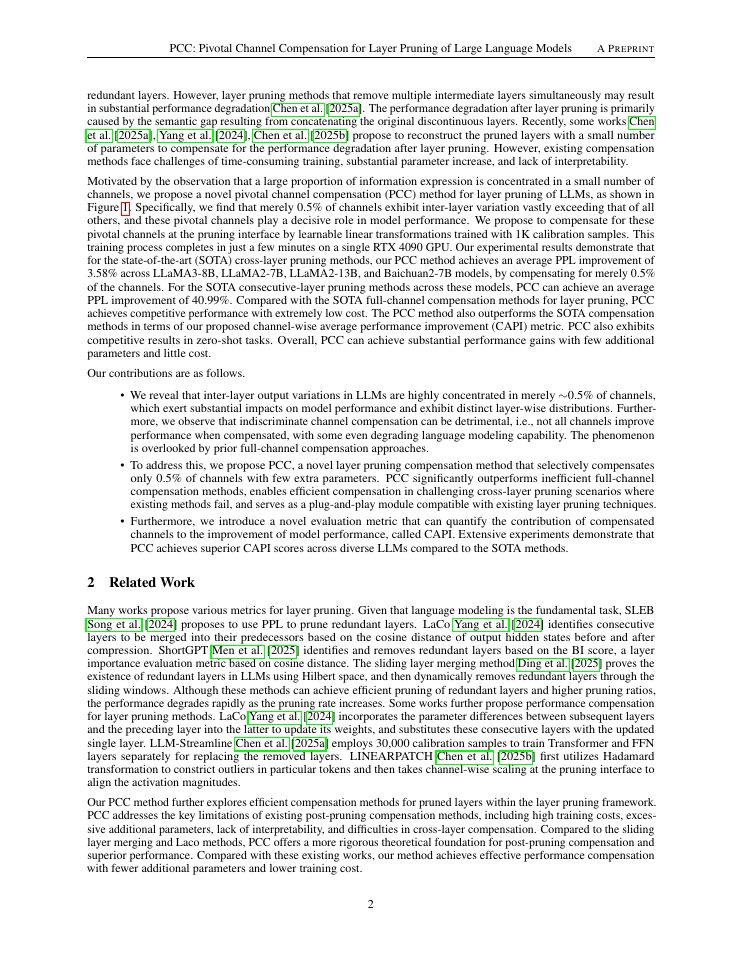 PCC: Pivotal Channel Compensation for Layer Pruning of Large Language Models A PREPRINT
redundant layers. However, layer pruning methods that remove multiple intermediate layers simultaneously may result
in substantial performance degradation Chen et al. [2025a]. The performance degradation after layer pruning is primarily
caused by the semantic gap resulting from concatenating the original discontinuous layers. Recently, some works Chen
et al. [2025a], Yang et al. [2024], Chen et al. [2025b] propose to reconstruct the pruned layers with a small number
of parameters to compensate for the performance degradation after layer pruning. However, existing compensation
methods face challenges of time-consuming training, substantial parameter increase, and lack of interpretability.
Motivated by the observation that a large proportion of information expression is concentrated in a small number of
channels, we propose a novel pivotal channel compensation (PCC) method for layer pruning of LLMs, as shown in
Figure 1. Specifically, we find that merely 0.5% of channels exhibit inter-layer variation vastly exceeding that of all
others, and these pivotal channels play a decisive role in model performance. We propose to compensate for these
pivotal channels at the pruning interface by learnable linear transformations trained with 1K calibration samples. This
training process completes in just a few minutes on a single RTX 4090 GPU. Our experimental results demonstrate that
for the state-of-the-art (SOTA) cross-layer pruning methods, our PCC method achieves an average PPL improvement of
3.58% across LLaMA3-8B, LLaMA2-7B, LLaMA2-13B, and Baichuan2-7B models, by compensating for merely 0.5%
of the channels. For the SOTA consecutive-layer pruning methods across these models, PCC can achieve an average
PPL improvement of 40.99%. Compared with the SOTA full-channel compensation methods for layer pruning, PCC
achieves competitive performance with extremely low cost. The PCC method also outperforms the SOTA compensation
methods in terms of our proposed channel-wise average performance improvement (CAPI) metric. PCC also exhibits
competitive results in zero-shot tasks. Overall, PCC can achieve substantial performance gains with few additional
parameters and little cost.
Our contributions are as follows.
• We reveal that inter-layer output variations in LLMs are highly concentrated in merely ∼0.5% of channels,
which exert substantial impacts on model performance and exhibit distinct layer-wise distributions. Further-
more, we observe that indiscriminate channel compensation can be detrimental, i.e., not all channels improve
performance when compensated, with some even degrading language modeling capability. The phenomenon
is overlooked by prior full-channel compensation approaches.
• To address this, we propose PCC, a novel layer pruning compensation method that selectively compensates
only 0.5% of channels with few extra parameters. PCC significantly outperforms inefficient full-channel
compensation methods, enables efficient compensation in challenging cross-layer pruning scenarios where
existing methods fail, and serves as a plug-and-play module compatible with existing layer pruning techniques.
• Furthermore, we introduce a novel evaluation metric that can quantify the contribution of compensated
channels to the improvement of model performance, called CAPI. Extensive experiments demonstrate that
PCC achieves superior CAPI scores across diverse LLMs compared to the SOTA methods.
2 Related Work
Many works propose various metrics for layer pruning. Given that language modeling is the fundamental task, SLEB
Song et al. [2024] proposes to use PPL to prune redundant layers. LaCo Yang et al. [2024] identifies consecutive
layers to be merged into their predecessors based on the cosine distance of output hidden states before and after
compression. ShortGPT Men et al. [2025] identifies and removes redundant layers based on the BI score, a layer
importance evaluation metric based on cosine distance. The sliding layer merging method Ding et al. [2025] proves the
existence of redundant layers in LLMs using Hilbert space, and then dynamically removes redundant layers through the
sliding windows. Although these methods can achieve efficient pruning of redundant layers and higher pruning ratios,
the performance degrades rapidly as the pruning rate increases. Some works further propose performance compensation
for layer pruning methods. LaCo Yang et al. [2024] incorporates the parameter differences between subsequent layers
and the preceding layer into the latter to update its weights, and substitutes these consecutive layers with the updated
single layer. LLM-Streamline Chen et al. [2025a] employs 30,000 calibration samples to train Transformer and FFN
layers separately for replacing the removed layers. LINEARPATCH Chen et al. [2025b] first utilizes Hadamard
transformation to constrict outliers in particular tokens and then takes channel-wise scaling at the pruning interface to
align the activation magnitudes.
Our PCC method further explores efficient compensation methods for pruned layers within the layer pruning framework.
PCC addresses the key limitations of existing post-pruning compensation methods, including high training costs, exces-
sive additional parameters, lack of interpretability, and difficulties in cross-layer compensation. Compared to the sliding
layer merging and Laco methods, PCC offers a more rigorous theoretical foundation for post-pruning compensation and
superior performance. Compared with these existing works, our method achieves effective performance compensation
with fewer additional parameters and lower training cost.
2